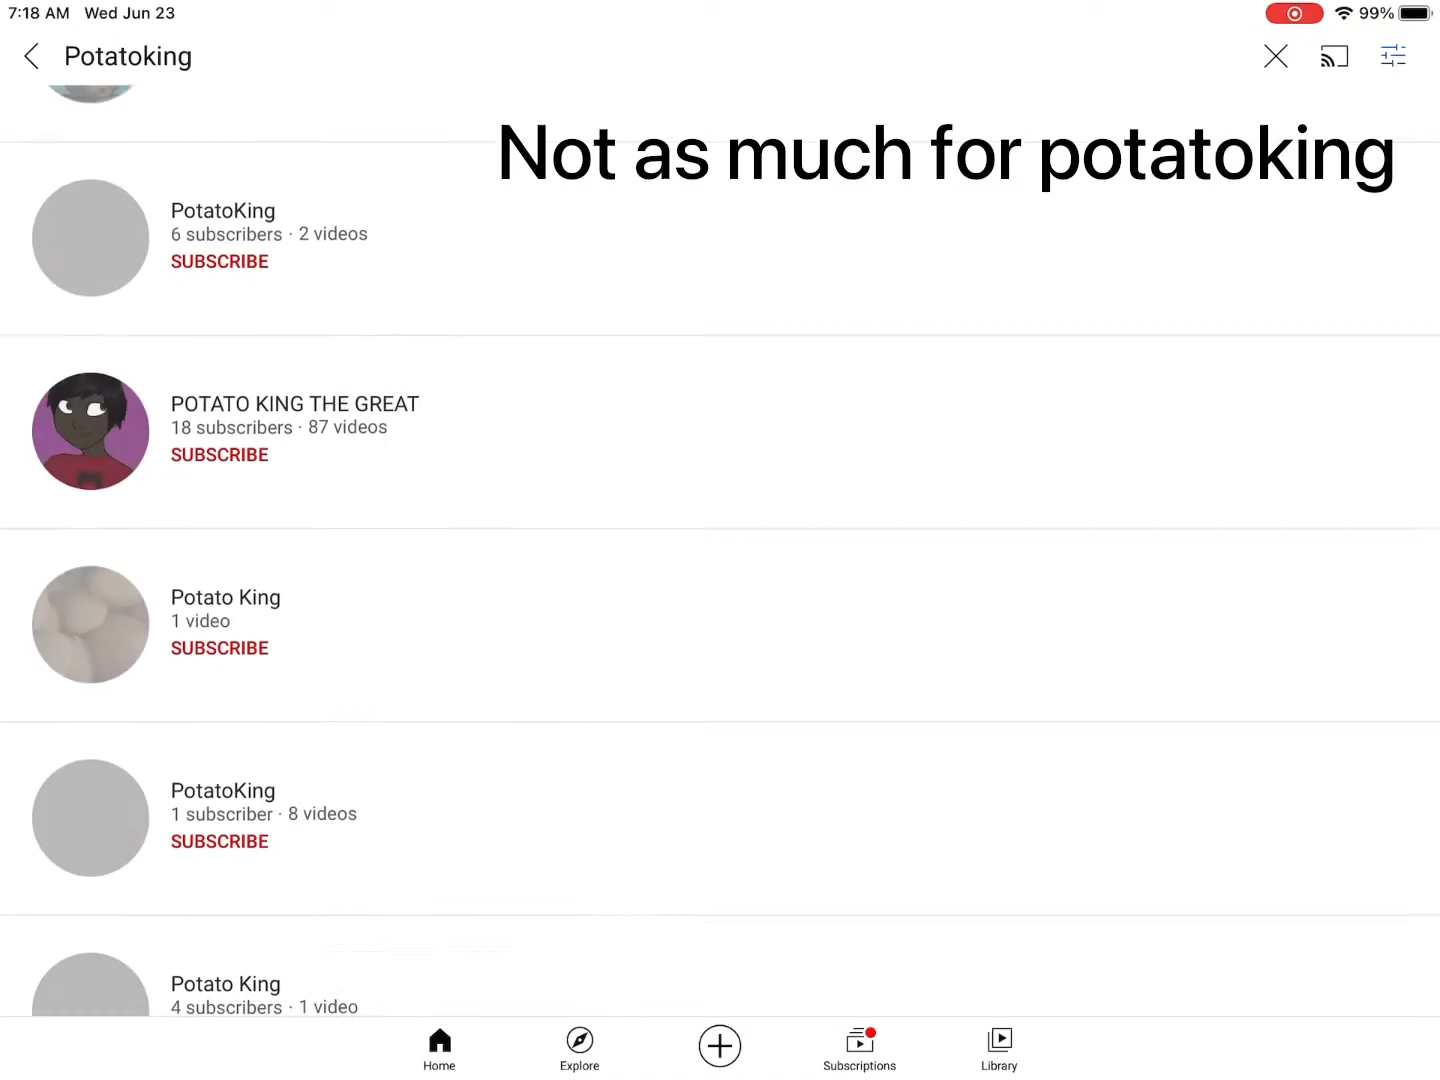 7:18 AM Wed Jun 23
99%
Potatoking
Not as much for potatoking
PotatoKing
6 subscribers · 2 videos
SUBSCRIBE
POTATO KING THE GREAT
18 subscribers · 87 videos
SUBSCRIBE
Potato King
1 video
SUBSCRIBE
PotatoKing
1 subscriber · 8 videos
SUBSCRIBE
Potato King
4 subscribers · 1 video
Home Explore Subscriptions Library